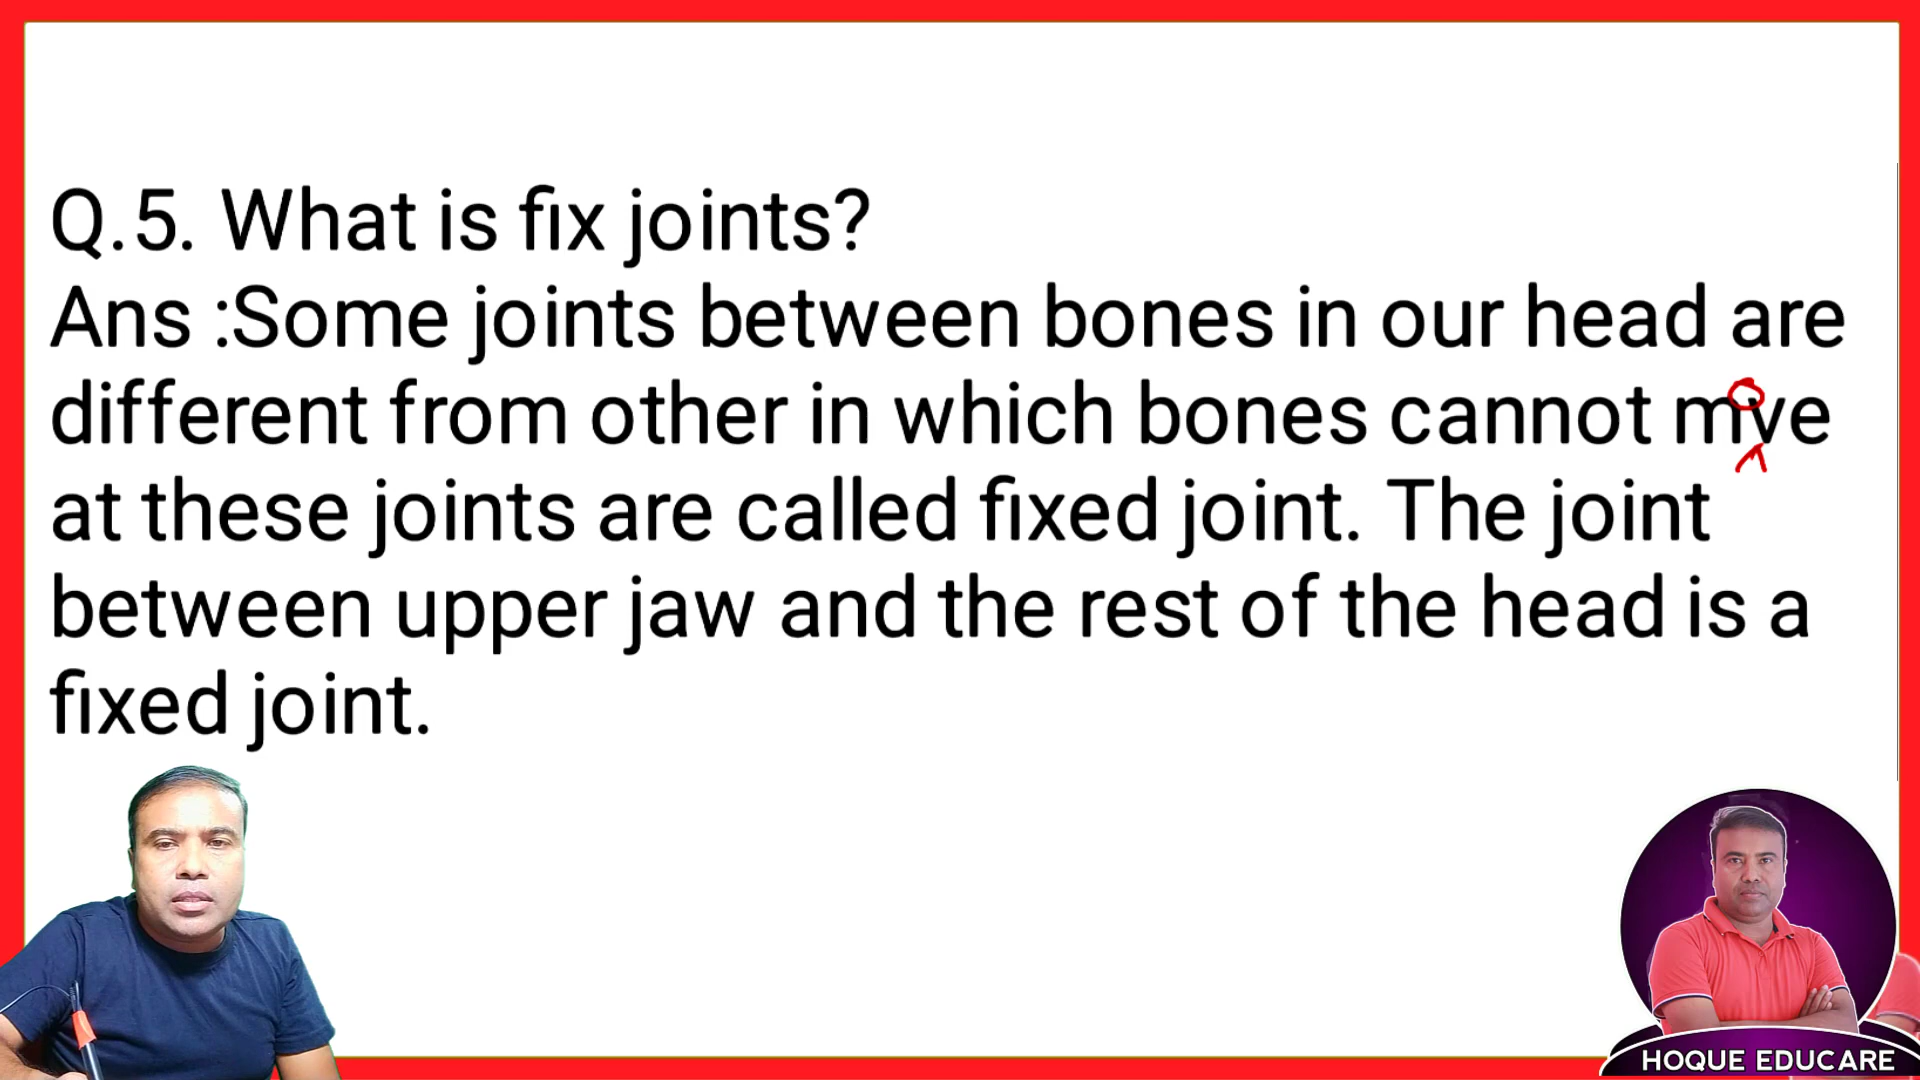 Q.5. What is fix joints?
Ans :Some joints between bones in our head are
different from other in which bones cannot move
at these joints are called fixed joint. The joint
between upper jaw and the rest of the head is a
fixed joint.
HOQUE EDUCARE